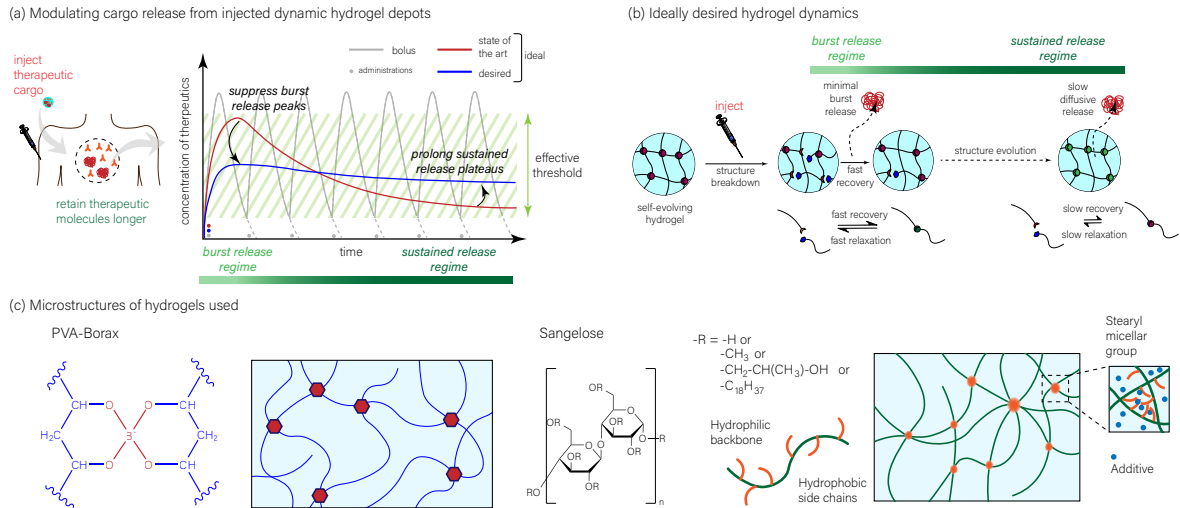 (a) Modulating cargo release from injected dynamic hydrogel depots
inject
therapeutic
cargo
retain therapeutic
molecules longer
concentration of therpeutics
bolus
administrations
state of
the art
desired
ideal
suppress burst
release peaks
prolong sustained
release plateaus
effective
threshold
burst release
regime
time
sustained release
regime
(b) Ideally desired hydrogel dynamics
burst release
regime
sustained release
regime
minimal
burst
release
slow
diffusive
release
inject
structure
breakdown
fast
recovery
structure evolution
self-evolving
hydrogel
fast recovery
fast relaxation
slow recovery
slow relaxation
(c) Microstructures of hydrogels used
PVA-Borax
CH
O
O
CH
H2C
B-
CH2
CH
O
O
CH
Sangelose
OR
OR
O
O
OR
O
R
OR
OR
O
O
OR
RO
OR
n
-R = -H or
-CH3 or
-CH2-CH(CH3)-OH or
-C18H37
Hydrophilic
backbone
Hydrophobic
side chains
Stearyl
micellar
group
Additive